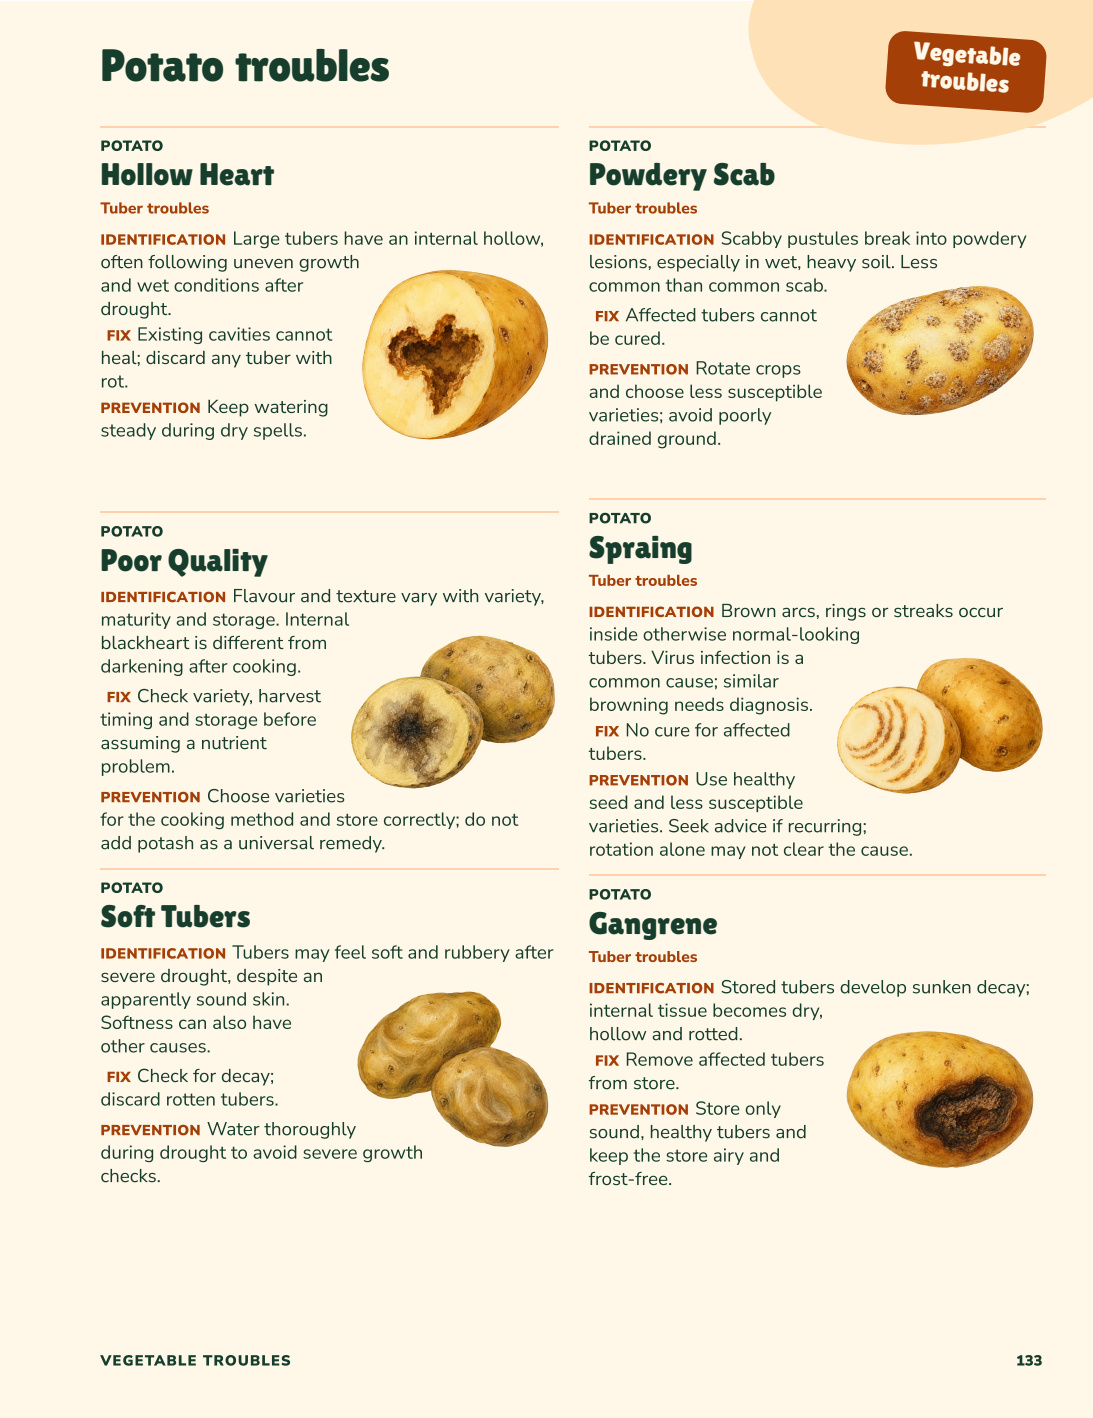 Potato troubles
Vegetable
troubles
POTATO
Hollow Heart
Tuber troubles
IDENTIFICATION Large tubers have an internal hollow,
often following uneven growth
and wet conditions after
drought.
FIX Existing cavities cannot
heal; discard any tuber with
rot.
PREVENTION Keep watering
steady during dry spells.
POTATO
Poor Quality
IDENTIFICATION Flavour and texture vary with variety,
maturity and storage. Internal
blackheart is different from
darkening after cooking.
FIX Check variety, harvest
timing and storage before
assuming a nutrient
problem.
PREVENTION Choose varieties
for the cooking method and store correctly; do not
add potash as a universal remedy.
POTATO
Soft Tubers
IDENTIFICATION Tubers may feel soft and rubbery after
severe drought, despite an
apparently sound skin.
Softness can also have
other causes.
FIX Check for decay;
discard rotten tubers.
PREVENTION Water thoroughly
during drought to avoid severe growth
checks.
POTATO
Powdery Scab
Tuber troubles
IDENTIFICATION Scabby pustules break into powdery
lesions, especially in wet, heavy soil. Less
common than common scab.
FIX Affected tubers cannot
be cured.
PREVENTION Rotate crops
and choose less susceptible
varieties; avoid poorly
drained ground.
POTATO
Spraing
Tuber troubles
IDENTIFICATION Brown arcs, rings or streaks occur
inside otherwise normal-looking
tubers. Virus infection is a
common cause; similar
browning needs diagnosis.
FIX No cure for affected
tubers.
PREVENTION Use healthy
seed and less susceptible
varieties. Seek advice if recurring;
rotation alone may not clear the cause.
POTATO
Gangrene
Tuber troubles
IDENTIFICATION Stored tubers develop sunken decay;
internal tissue becomes dry,
hollow and rotted.
FIX Remove affected tubers
from store.
PREVENTION Store only
sound, healthy tubers and
keep the store airy and
frost-free.
VEGETABLE TROUBLES
133